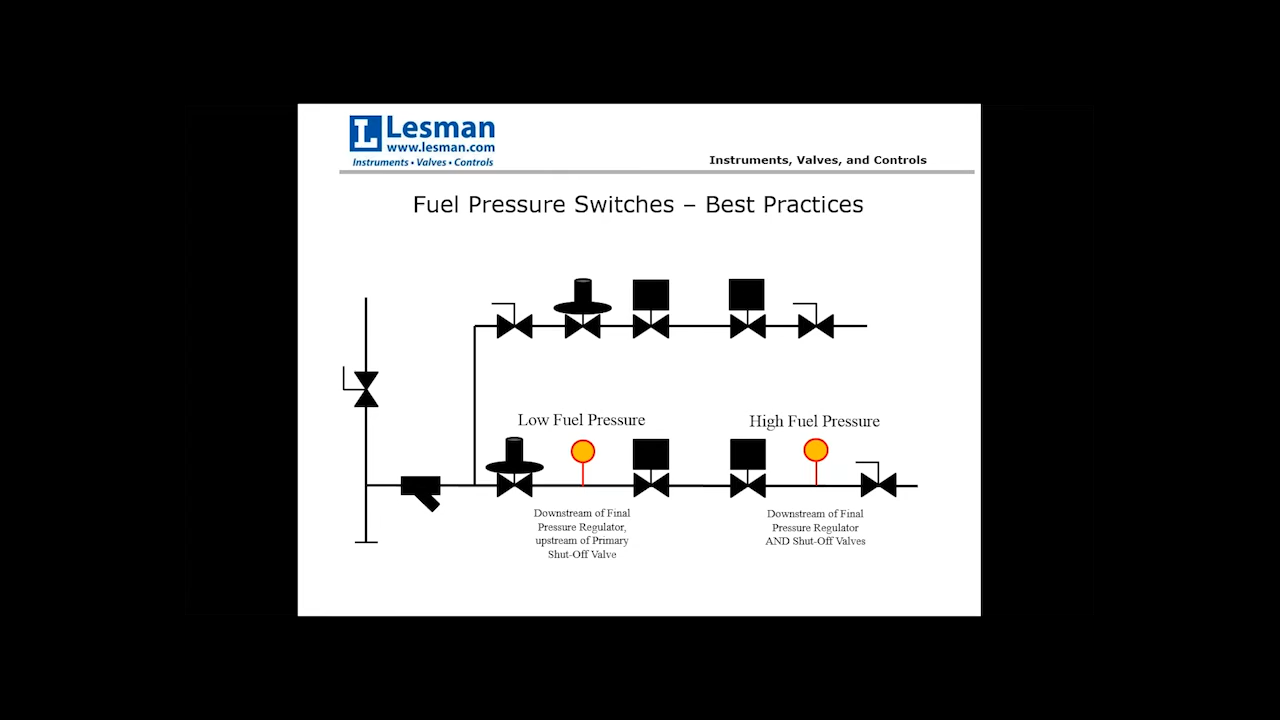 Lesman
www.lesman.com
Instruments • Valves • Controls
Instruments, Valves, and Controls
Fuel Pressure Switches – Best Practices
Low Fuel Pressure
High Fuel Pressure
Downstream of Final
Pressure Regulator,
upstream of Primary
Shut-Off Valve
Downstream of Final
Pressure Regulator
AND Shut-Off Valves